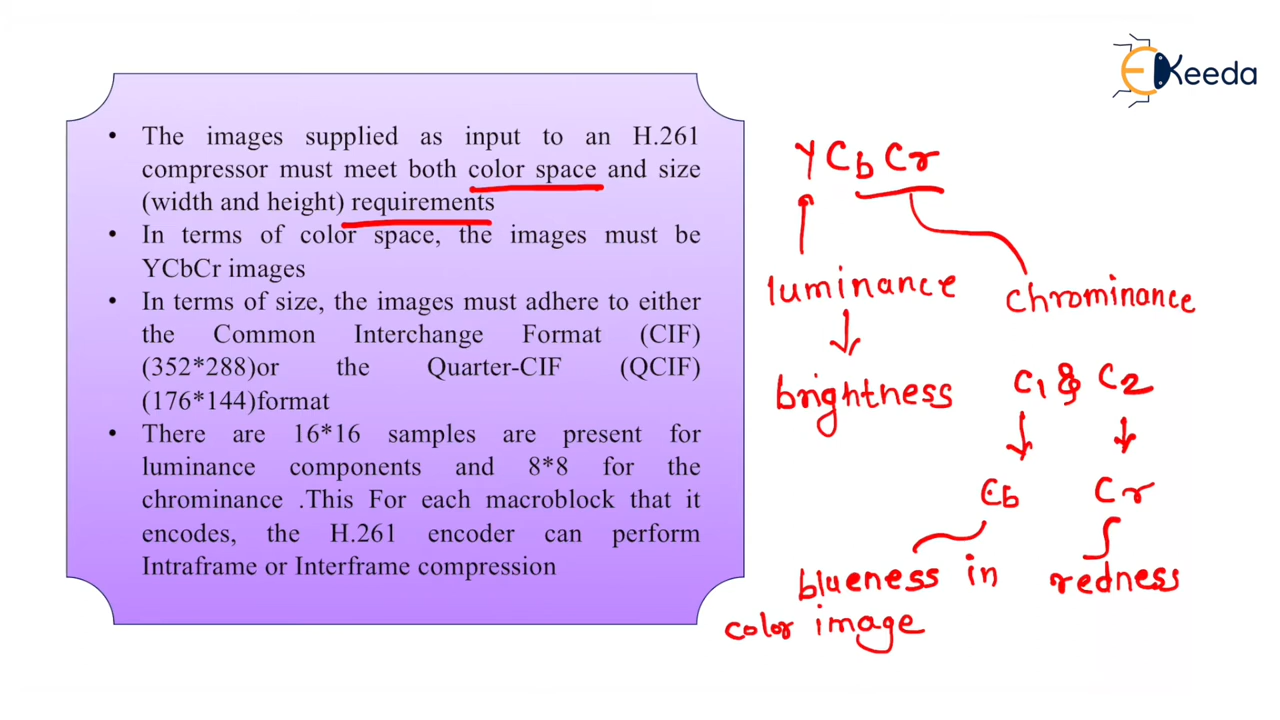 EKeeda
• The images supplied as input to an H.261
compressor must meet both color space and size
(width and height) requirements
• In terms of color space, the images must be
YCbCr images
• In terms of size, the images must adhere to either
the Common Interchange Format (CIF)
(352*288)or the Quarter-CIF (QCIF)
(176*144)format
• There are 16*16 samples are present for
luminance components and 8*8 for the
chrominance .This For each macroblock that it
encodes, the H.261 encoder can perform
Intraframe or Interframe compression
YCbCr
luminance
chrominance
brightness
C1 & C2
Cb Cr
blueness in redness
color image